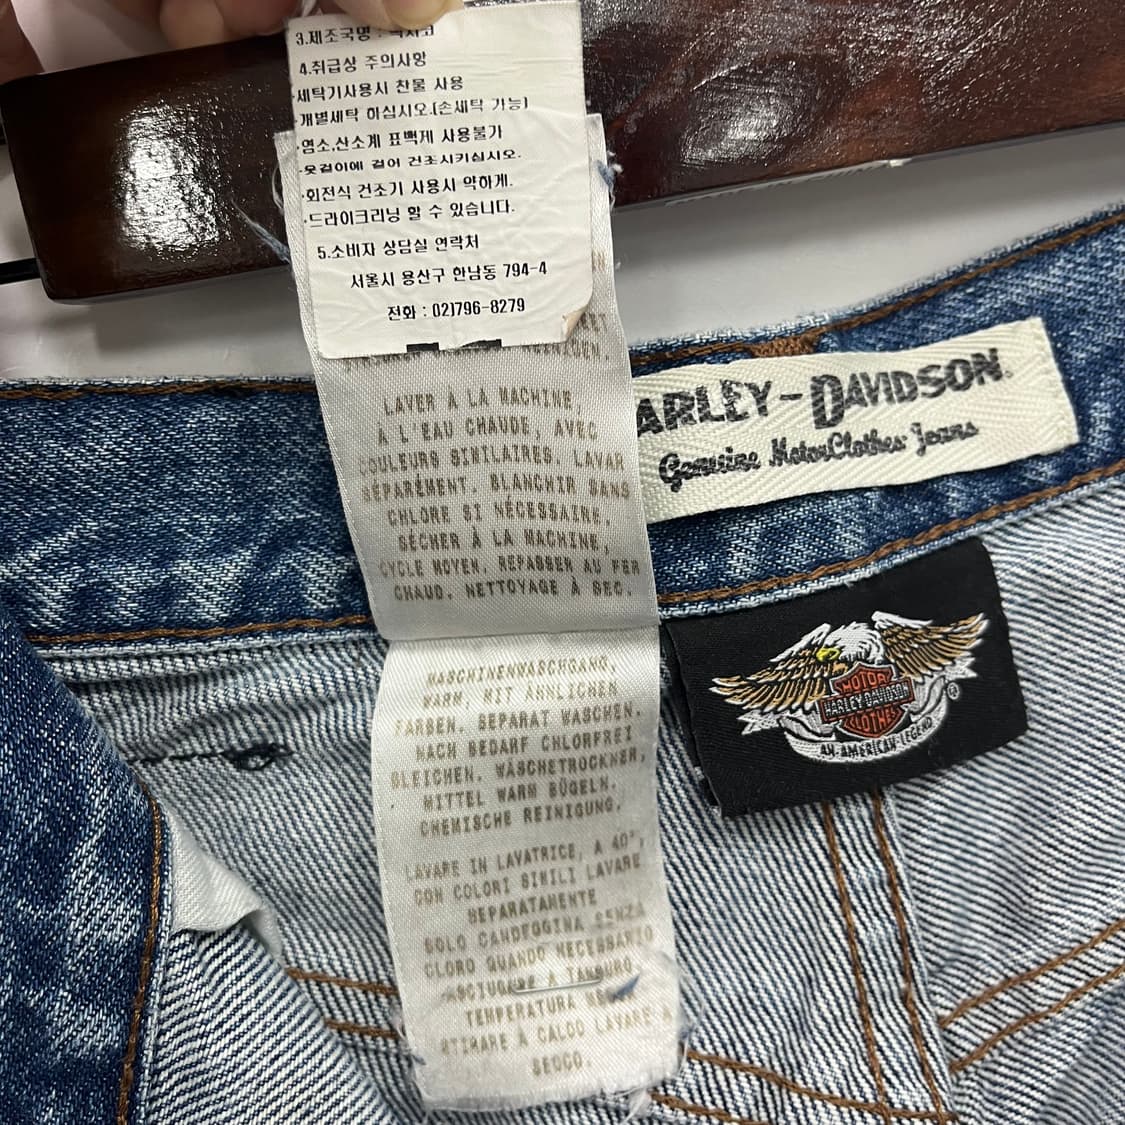 3.제조국명 : 멕시코
4.취급상 주의사항
·세탁기사용시 찬물 사용
·개별세탁 하십시오.(손세탁 가능)
·염소,산소계 표백제 사용불가
·옷걸이에 걸어 건조시키십시오.
·회전식 건조기 사용시 약하게.
·드라이크리닝 할 수 있습니다.
5.소비자 상담실 연락처
서울시 용산구 한남동 794-4
전화 : 02)796-8279
LAVER À LA MACHINE,
À L'EAU CHAUDE, AVEC
COULEURS SIMILAIRES. LAVAR
SÉPARÉMENT. BLANCHIR SANS
CHLORE SI NÉCESSAIRE.
SÉCHER À LA MACHINE,
CYCLE MOYEN. REPASSER AU FER
CHAUD. NETTOYAGE À SEC.
MASCHINENWASCHGANG,
WARM, MIT ÄHNLICHEN
FARBEN. SEPARAT WASCHEN.
NACH BEDARF CHLORFREI
BLEICHEN. WÄSCHETROCKNER,
MITTEL WARM BÜGELN.
CHEMISCHE REINIGUNG.
LAVARE IN LAVATRICE, A 40°,
CON COLORI SIMILI LAVARE
SEPARATAMENTE
SOLO CANDEGGINA SENZA
CLORO QUANDO NECESSARIO
ASCIUGARE A TAMBURO
TEMPERATURA MEDIA
STIRARE À CALDO LAVARE A
SECCO.
ARLEY-DAVIDSON®
Genuine MotorClothes Jeans
MOTOR
HARLEY-DAVIDSON
CLOTHES
AN AMERICAN LEGEND
®